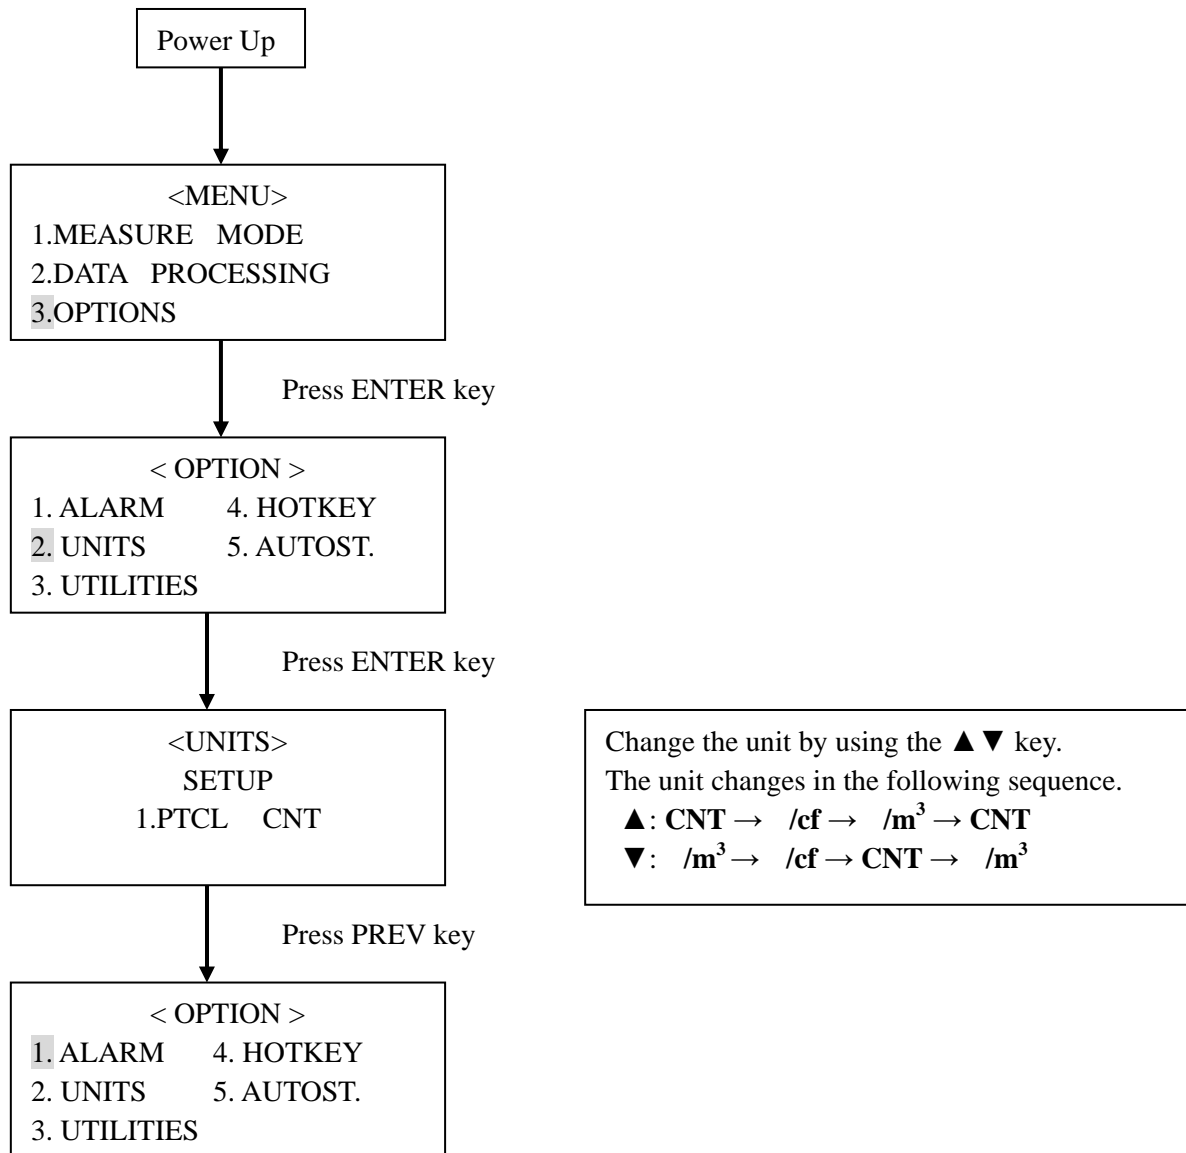 Power Up
<MENU>
1.MEASURE MODE
2.DATA PROCESSING
3.OPTIONS
Press ENTER key
< OPTION >
1. ALARM 4. HOTKEY
2. UNITS 5. AUTOST.
3. UTILITIES
Press ENTER key
<UNITS>
SETUP
1.PTCL CNT
Change the unit by using the ▲▼ key.
The unit changes in the following sequence.
▲: CNT → /cf → /m³ → CNT
▼: /m³ → /cf → CNT → /m³
Press PREV key
< OPTION >
1. ALARM 4. HOTKEY
2. UNITS 5. AUTOST.
3. UTILITIES